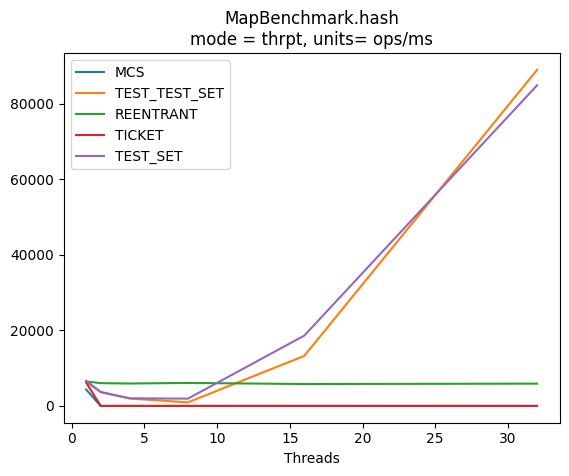 MapBenchmark.hash
mode = thrpt, units= ops/ms
MCS
TEST_TEST_SET
REENTRANT
TICKET
TEST_SET
80000
60000
40000
20000
0
0 5 10 15 20 25 30
Threads